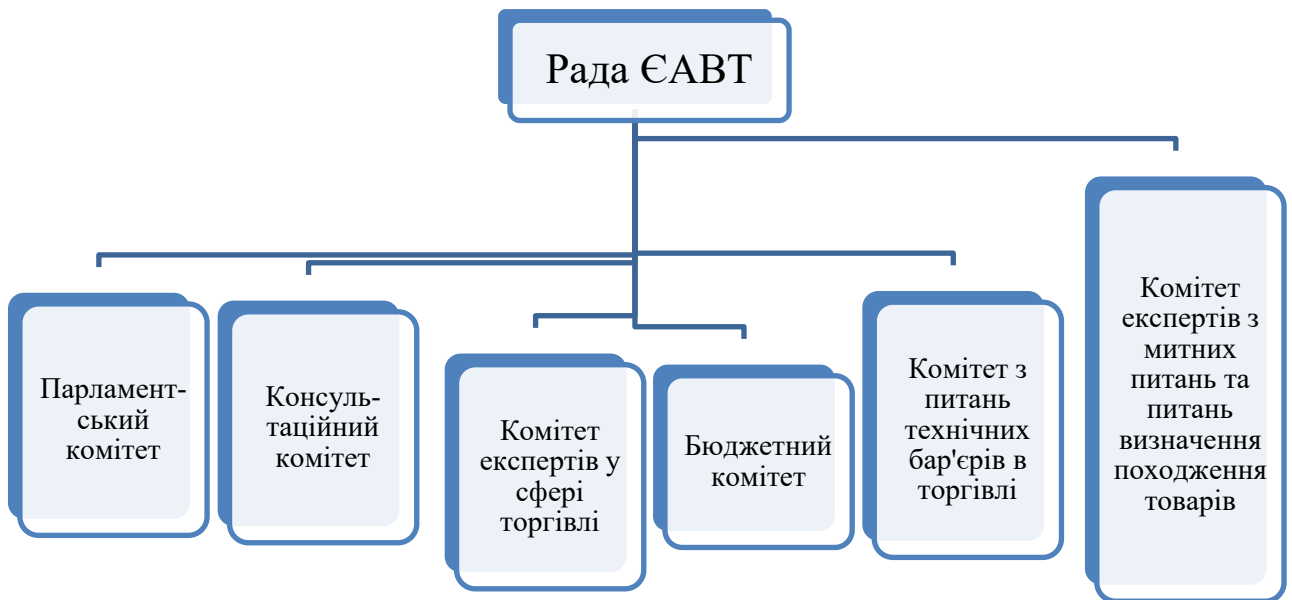 Рада ЄАВТ
Парламент-
ський
комітет
Консуль-
таційний
комітет
Комітет
експертів у
сфері
торгівлі
Бюджетний
комітет
Комітет з
питань
технічних
бар'єрів в
торгівлі
Комітет
експертів з
митних
питань та
питань
визначення
походження
товарів